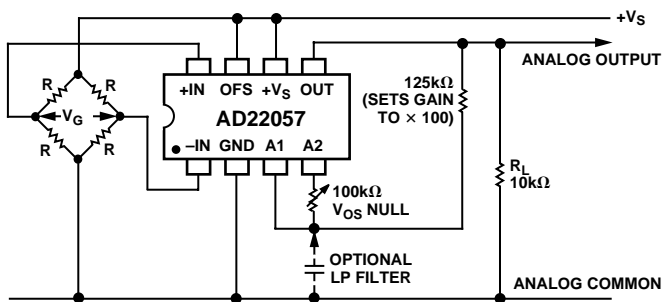 +VS
ANALOG OUTPUT
R
R
VG
R
R
+IN OFS +VS OUT
AD22057
–IN GND A1 A2
125kΩ
(SETS GAIN
TO × 100)
RL
10kΩ
100kΩ
VOS NULL
OPTIONAL
LP FILTER
ANALOG COMMON